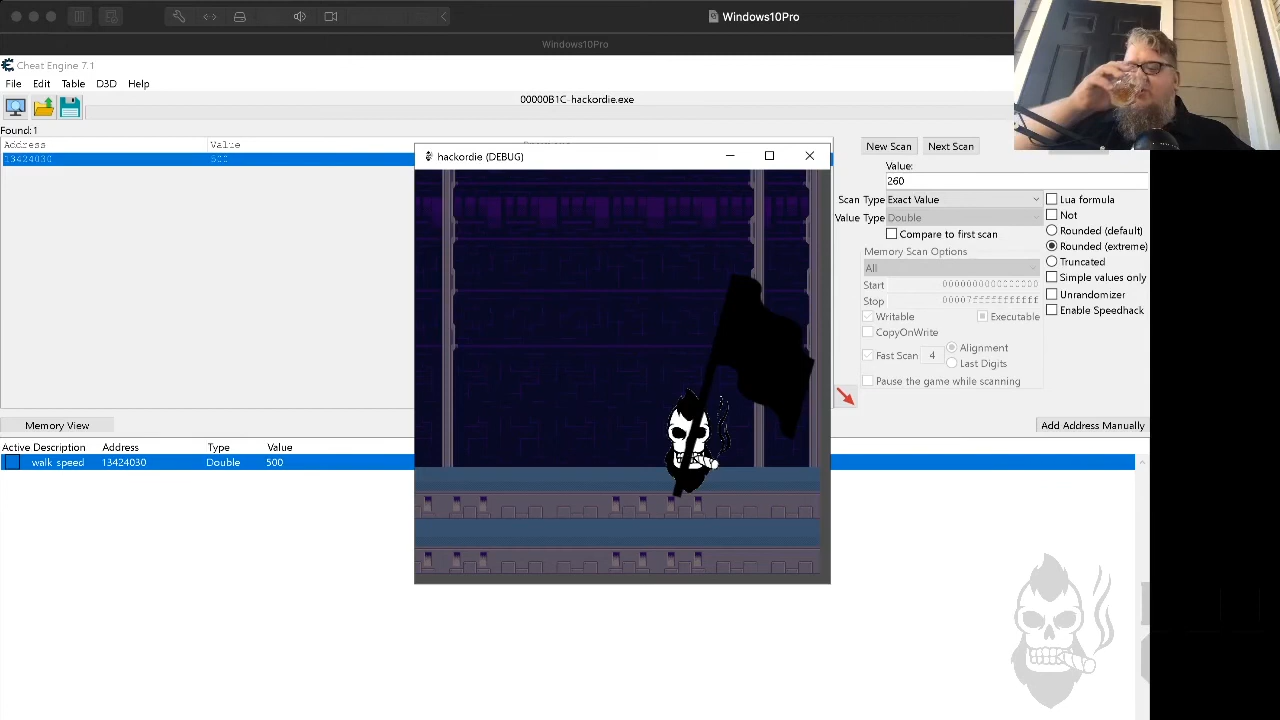 Windows10Pro
Windows10Pro
Cheat Engine 7.1
File Edit Table D3D Help
00000B1C hackordie.exe
Found:1
Address Value
13424030 500
hackordie (DEBUG)
New Scan Next Scan
Value:
260
Scan Type Exact Value
Value Type Double
Compare to first scan
Memory Scan Options
All
Start 0000000000000000
Stop 00007fffffffffff
Writable Executable
CopyOnWrite
Fast Scan 4 Alignment
Last Digits
Pause the game while scanning
Lua formula
Not
Rounded (default)
Rounded (extreme)
Truncated
Simple values only
Unrandomizer
Enable Speedhack
Memory View
Add Address Manually
Active Description Address Type Value
walk speed 13424030 Double 500